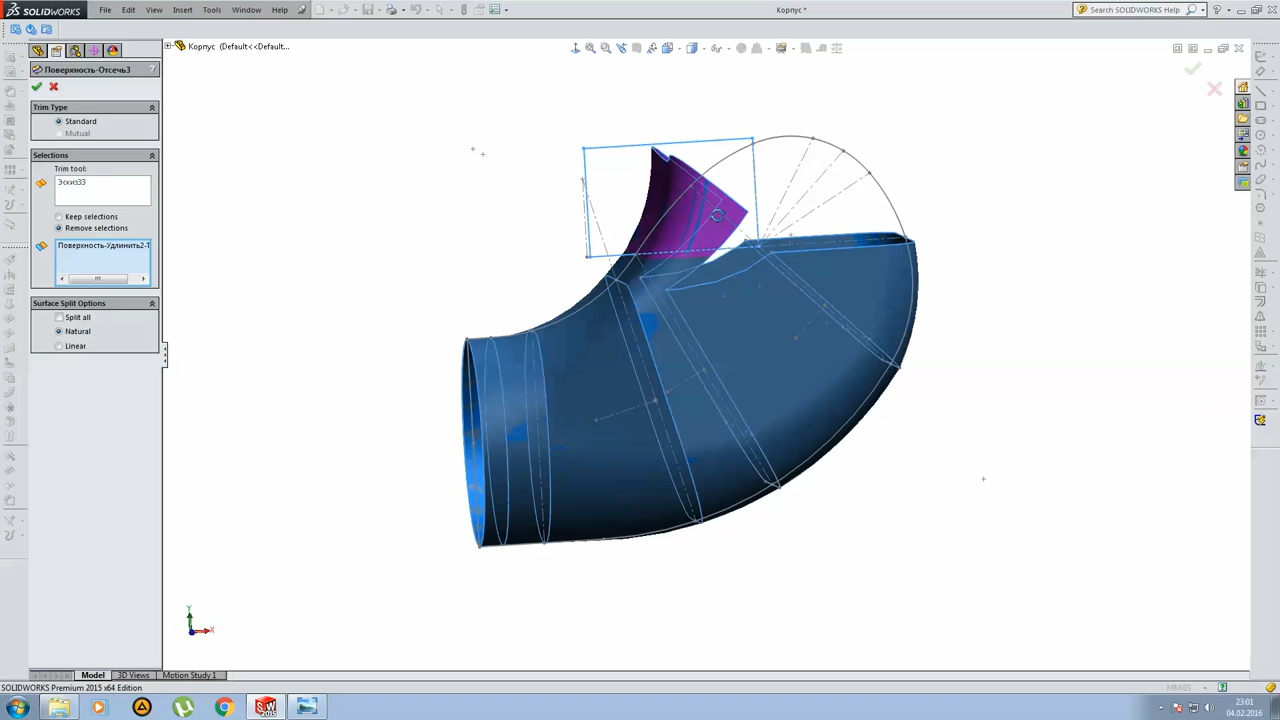 SOLIDWORKS File Edit View Insert Tools Window Help Корпус * Search SOLIDWORKS Help
Корпус (Default<<Default...
Поверхность-Отсечь3 ?
Trim Type
Standard
Mutual
Selections
Trim tool:
Эскиз33
Keep selections
Remove selections
Поверхность-Удлинить2-1
Surface Split Options
Split all
Natural
Linear
Y
X
Model 3D Views Motion Study 1
SOLIDWORKS Premium 2015 x64 Edition MMGS
23:01
04.02.2016